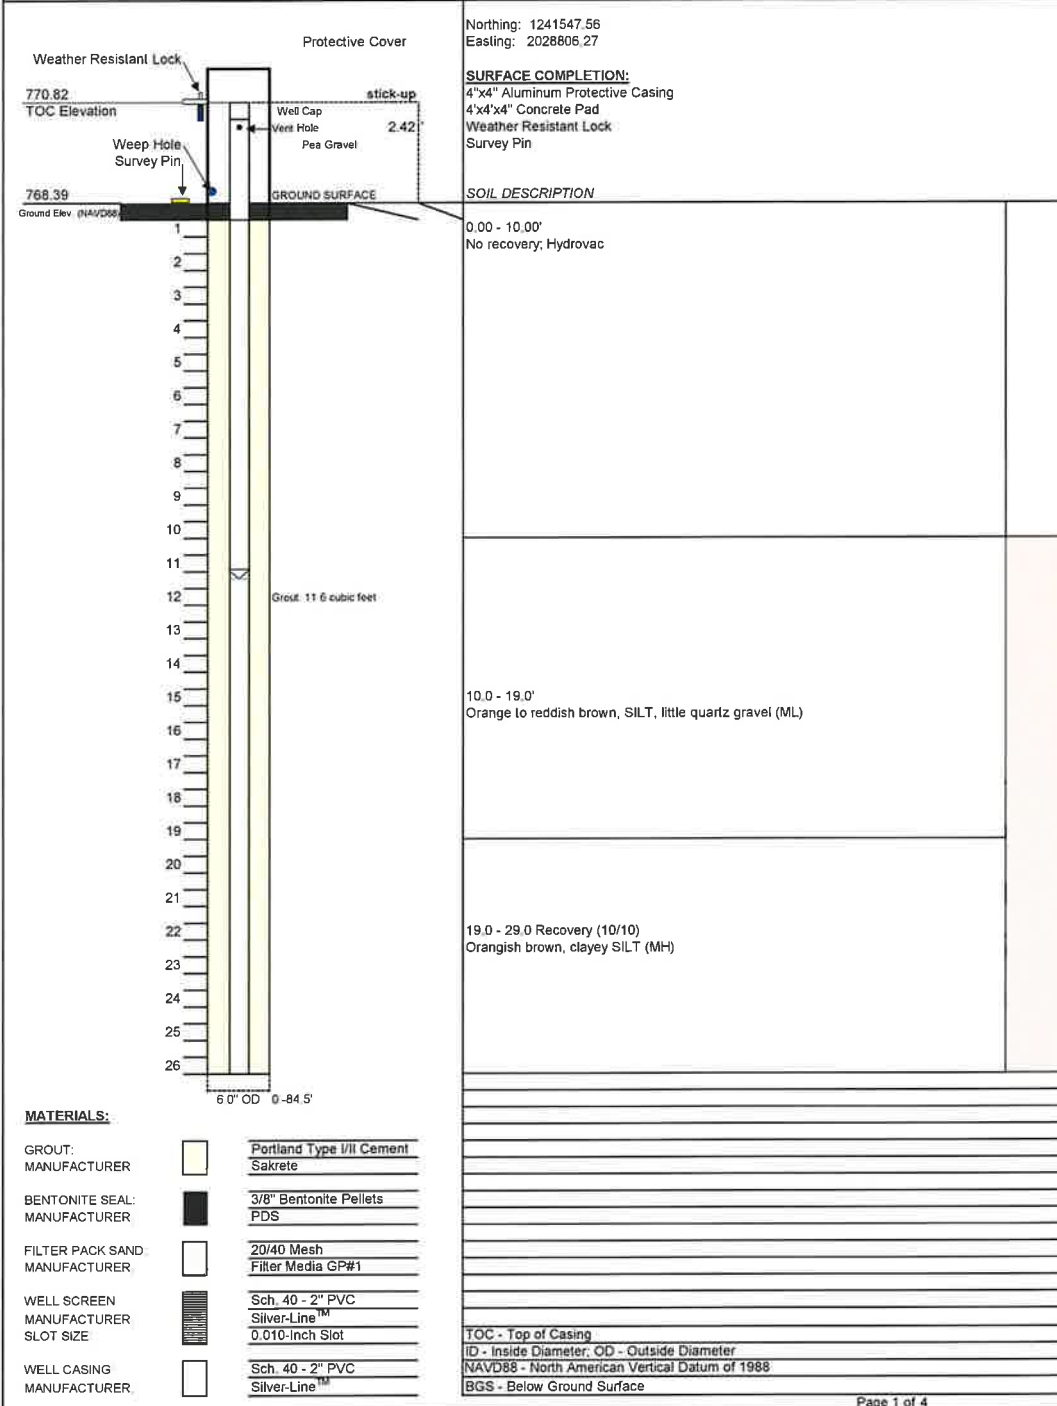 Northing: 1241547.56
Easting: 2028806.27
Protective Cover
Weather Resistant Lock
SURFACE COMPLETION:
4"x4" Aluminum Protective Casing
4'x4'x4" Concrete Pad
Weather Resistant Lock
Survey Pin
770.82
TOC Elevation
stick-up
Well Cap
Vent Hole
2.42'
Pea Gravel
Weep Hole
Survey Pin
768.39
GROUND SURFACE
SOIL DESCRIPTION
Ground Elev. (NAVD88)
0.00 - 10.00'
No recovery; Hydrovac
1
2
3
4
5
6
7
8
9
10
11
12
Grout: 11.6 cubic feet
13
14
15
10.0 - 19.0'
Orange to reddish brown, SILT, little quartz gravel (ML)
16
17
18
19
20
21
22
19.0 - 29.0 Recovery (10/10)
Orangish brown, clayey SILT (MH)
23
24
25
26
6.0" OD 0-84.5'
MATERIALS:
GROUT: Portland Type I/II Cement
MANUFACTURER Sakrete
BENTONITE SEAL: 3/8" Bentonite Pellets
MANUFACTURER PDS
FILTER PACK SAND 20/40 Mesh
MANUFACTURER Filter Media GP#1
WELL SCREEN Sch. 40 - 2" PVC
MANUFACTURER Silver-Line™
SLOT SIZE 0.010-Inch Slot
WELL CASING Sch. 40 - 2" PVC
MANUFACTURER Silver-Line™
TOC - Top of Casing
ID - Inside Diameter; OD - Outside Diameter
NAVD88 - North American Vertical Datum of 1988
BGS - Below Ground Surface
Page 1 of 4